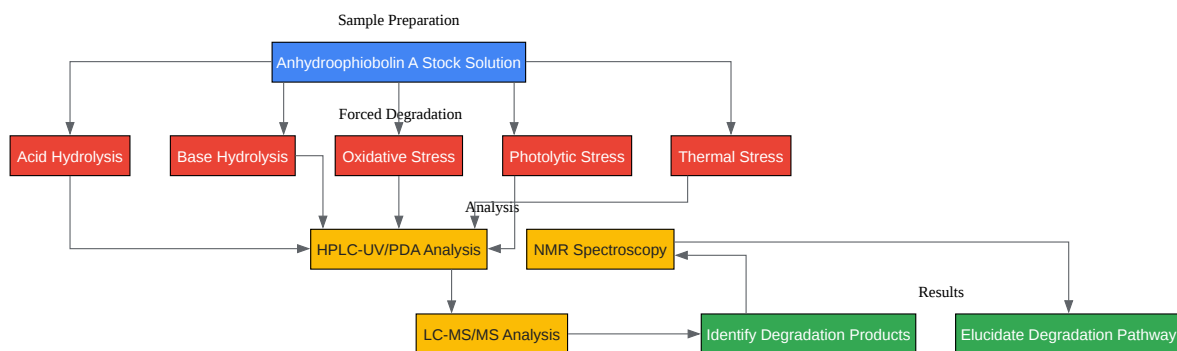 Sample Preparation
Anhydroophiobolin A Stock Solution
Forced Degradation
Acid Hydrolysis
Base Hydrolysis
Oxidative Stress
Photolytic Stress
Thermal Stress
Analysis
HPLC-UV/PDA Analysis
NMR Spectroscopy
Results
LC-MS/MS Analysis
Identify Degradation Products
Elucidate Degradation Pathway